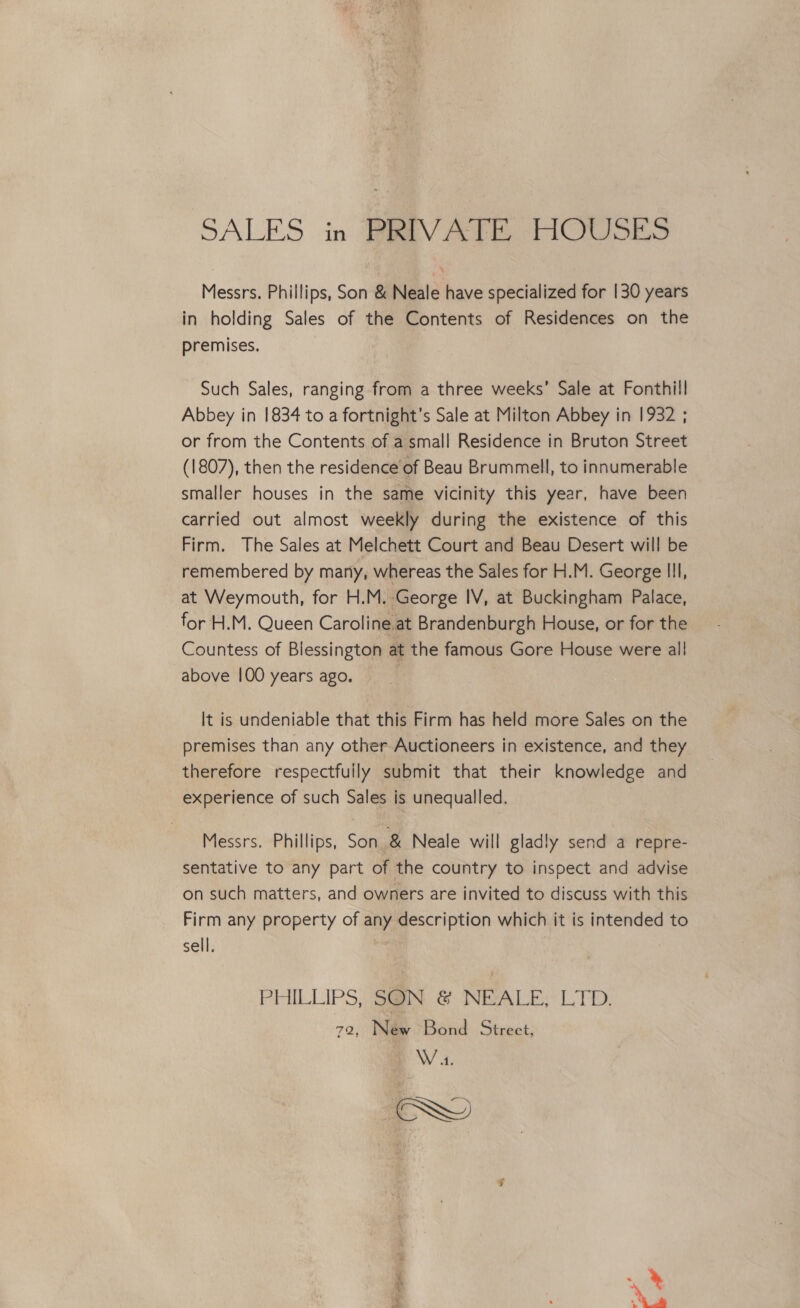 SALES in PRIVATE HOUSES
Messrs. Phillips, Son & Neale have specialized for 130 years
in holding Sales of the Contents of Residences on the
premises.
Such Sales, ranging from a three weeks' Sale at Fonthill
Abbey in 1834 to a fortnight's Sale at Milton Abbey in 1932 ;
or from the Contents of a small Residence in Bruton Street
(1807), then the residence of Beau Brummell, to innumerable
smaller houses in the same vicinity this year, have been
carried out almost weekly during the existence of this
Firm. The Sales at Melchett Court and Beau Desert will be
remembered by many, whereas the Sales for H.M. George III,
at Weymouth, for H.M. George IV, at Buckingham Palace,
for H.M. Queen Caroline at Brandenburgh House, or for the
Countess of Blessington at the famous Gore House were all
above 100 years ago.
It is undeniable that this Firm has held more Sales on the
premises than any other Auctioneers in existence, and they
therefore respectfully submit that their knowledge and
experience of such Sales is unequalled.
Messrs. Phillips, Son & Neale will gladly send a repre-
sentative to any part of the country to inspect and advise
on such matters, and owners are invited to discuss with this
Firm any property of any description which it is intended to
sell.
PHILLIPS, SON & NEALE, LTD.
72, New Bond Street,
W.1.